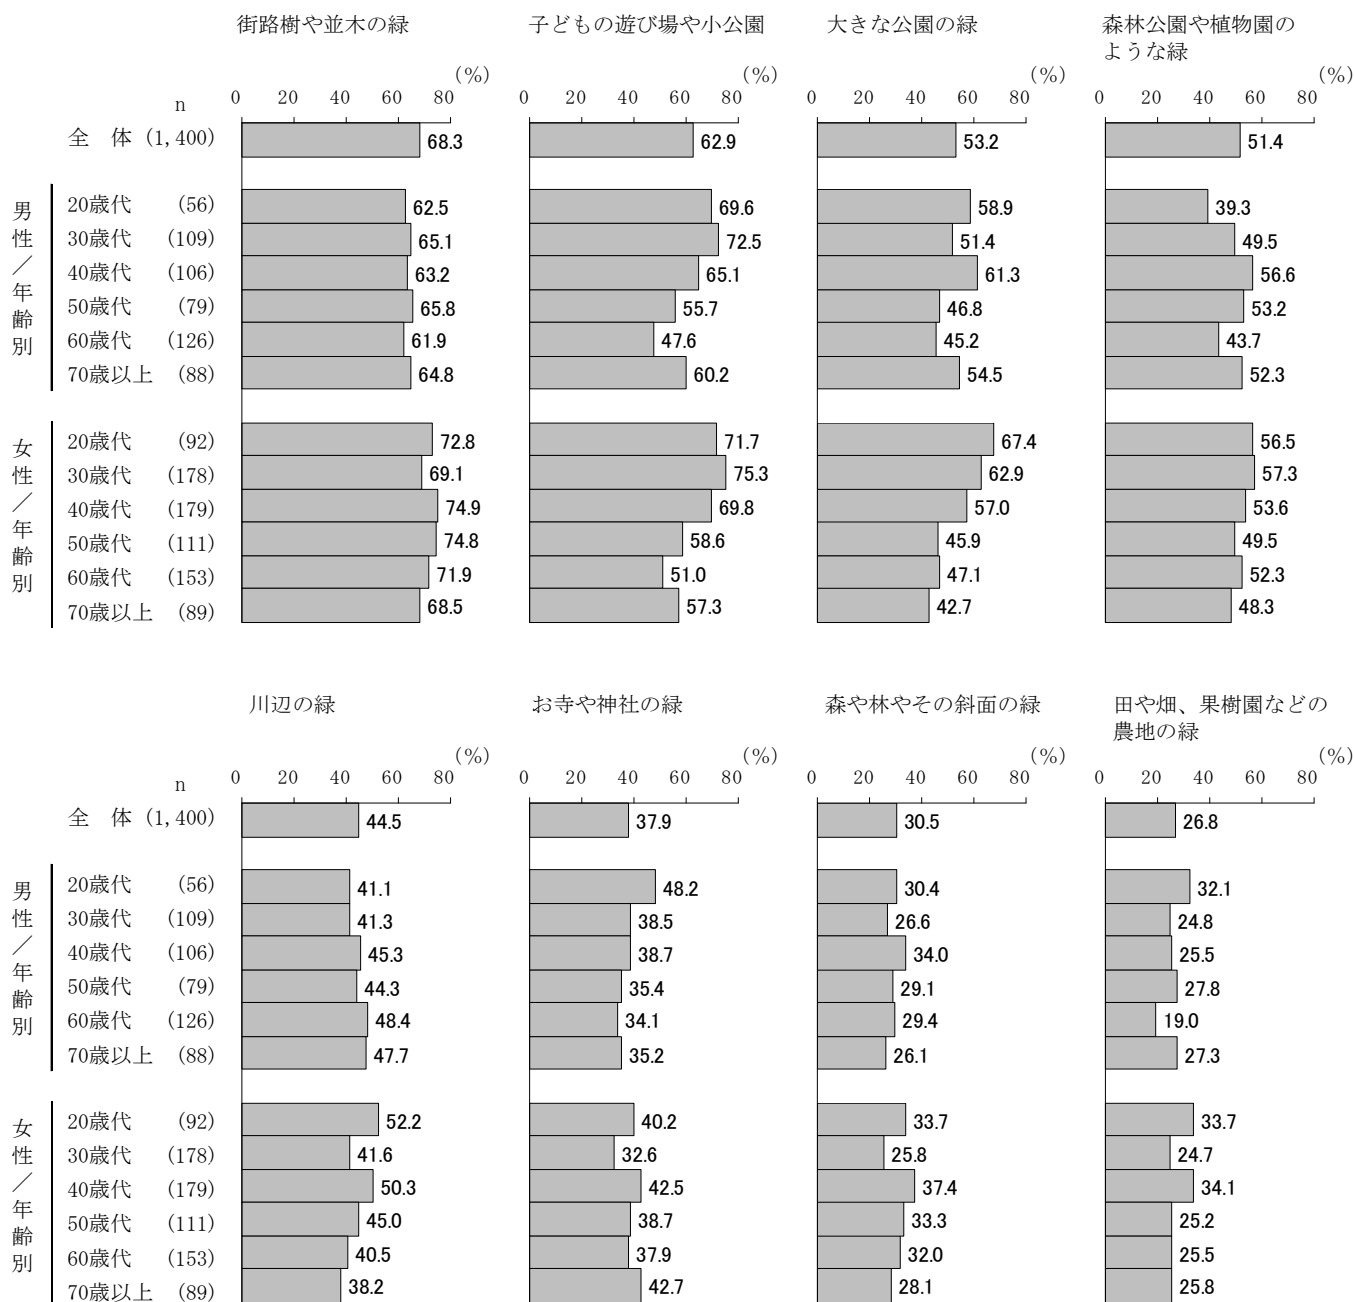 街路樹や並木の緑 子どもの遊び場や小公園 大きな公園の緑 森林公園や植物園の
ような緑
(%) (%) (%) (%)
n 0 20 40 60 80 0 20 40 60 80 0 20 40 60 80 0 20 40 60 80
全 体 (1,400) 68.3 62.9 53.2 51.4
男性/年齢別
20歳代 (56) 62.5 69.6 58.9 39.3
30歳代 (109) 65.1 72.5 51.4 49.5
40歳代 (106) 63.2 65.1 61.3 56.6
50歳代 (79) 65.8 55.7 46.8 53.2
60歳代 (126) 61.9 47.6 45.2 43.7
70歳以上 (88) 64.8 60.2 54.5 52.3
女性/年齢別
20歳代 (92) 72.8 71.7 67.4 56.5
30歳代 (178) 69.1 75.3 62.9 57.3
40歳代 (179) 74.9 69.8 57.0 53.6
50歳代 (111) 74.8 58.6 45.9 49.5
60歳代 (153) 71.9 51.0 47.1 52.3
70歳以上 (89) 68.5 57.3 42.7 48.3
川辺の緑 お寺や神社の緑 森や林やその斜面の緑 田や畑、果樹園などの
農地の緑
(%) (%) (%) (%)
n 0 20 40 60 80 0 20 40 60 80 0 20 40 60 80 0 20 40 60 80
全 体 (1,400) 44.5 37.9 30.5 26.8
男性/年齢別
20歳代 (56) 41.1 48.2 30.4 32.1
30歳代 (109) 41.3 38.5 26.6 24.8
40歳代 (106) 45.3 38.7 34.0 25.5
50歳代 (79) 44.3 35.4 29.1 27.8
60歳代 (126) 48.4 34.1 29.4 19.0
70歳以上 (88) 47.7 35.2 26.1 27.3
女性/年齢別
20歳代 (92) 52.2 40.2 33.7 33.7
30歳代 (178) 41.6 32.6 25.8 24.7
40歳代 (179) 50.3 42.5 37.4 34.1
50歳代 (111) 45.0 38.7 33.3 25.2
60歳代 (153) 40.5 37.9 32.0 25.5
70歳以上 (89) 38.2 42.7 28.1 25.8